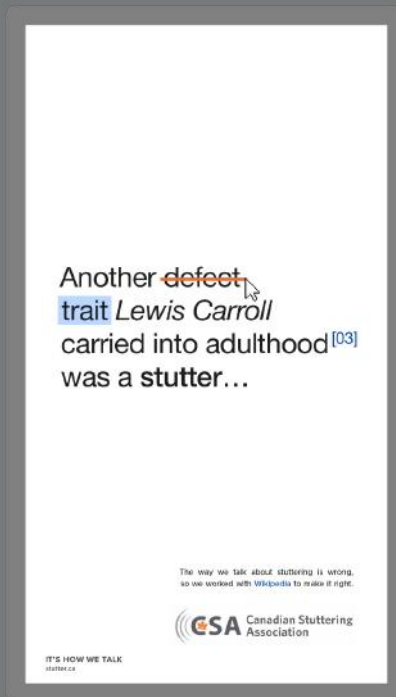 Another defect
trait Lewis Carroll
carried into adulthood[03]
was a stutter...
The way we talk about stuttering is wrong,
so we worked with Wikipedia to make it right.
CSA Canadian Stuttering
Association
IT'S HOW WE TALK
stutter.ca